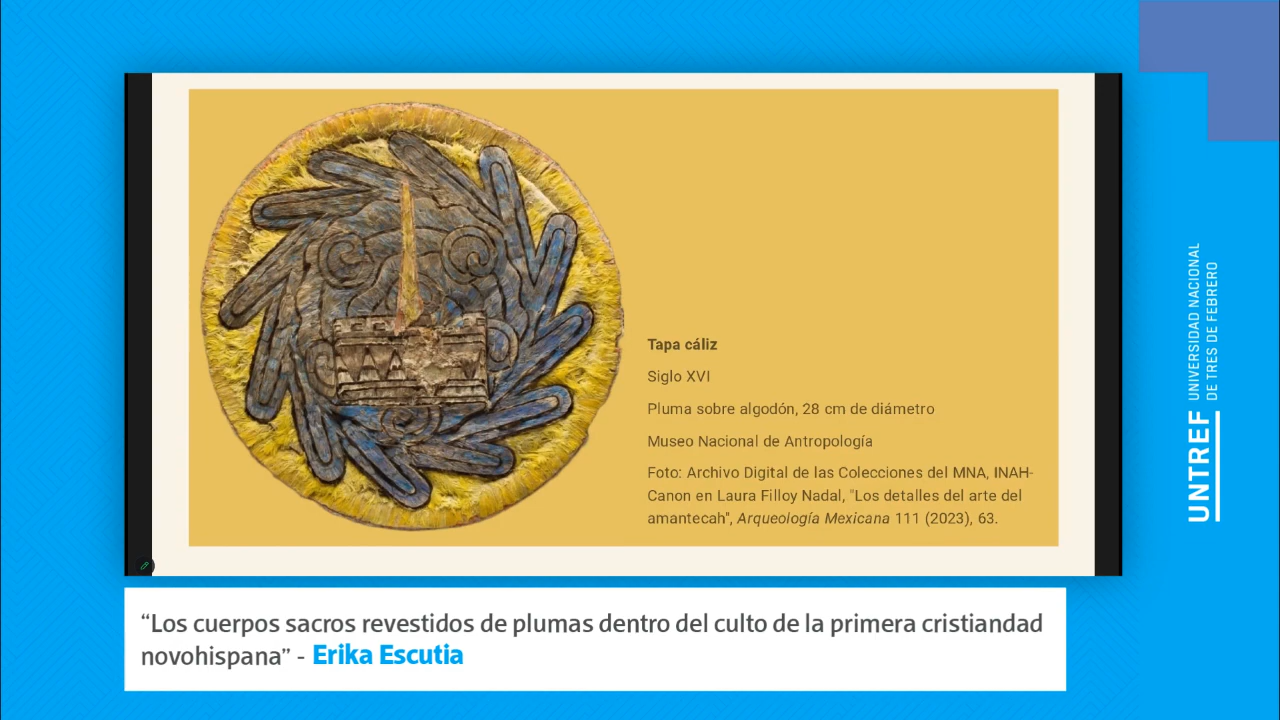 Tapa cáliz
Siglo XVI
Pluma sobre algodón, 28 cm de diámetro
Museo Nacional de Antropología
Foto: Archivo Digital de las Colecciones del MNA, INAH-
Canon en Laura Filloy Nadal, "Los detalles del arte del
amantecah", Arqueología Mexicana 111 (2023), 63.
“Los cuerpos sacros revestidos de plumas dentro del culto de la primera cristiandad
novohispana” - Erika Escutia
UNTREF
UNIVERSIDAD NACIONAL
DE TRES DE FEBRERO